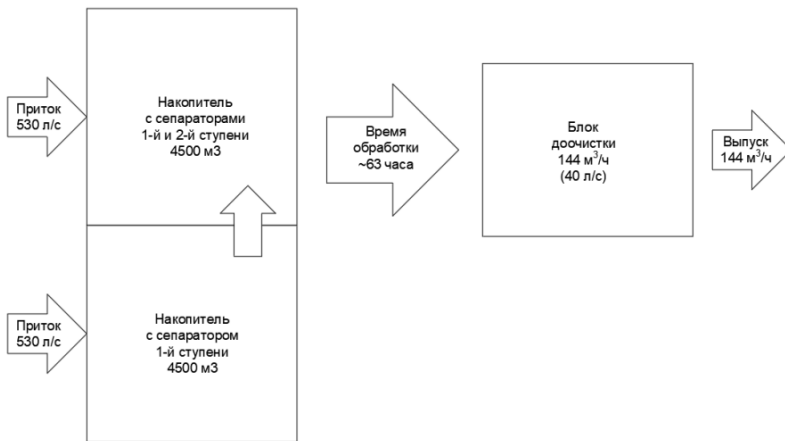 Приток
530 л/с
Накопитель
с сепараторами
1-й и 2-й ступени
4500 м3
Время
обработки
~63 часа
Блок
доочистки
144 м³/ч
(40 л/с)
Выпуск
144 м³/ч
Приток
530 л/с
Накопитель
с сепаратором
1-й ступени
4500 м3